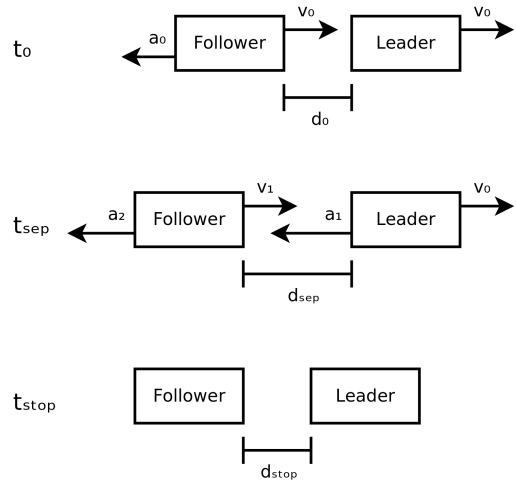 t₀ a₀ Follower v₀ Leader v₀
d₀
tsep a₂ Follower v₁ a₁ Leader v₀
dsep
tstop Follower Leader
dstop